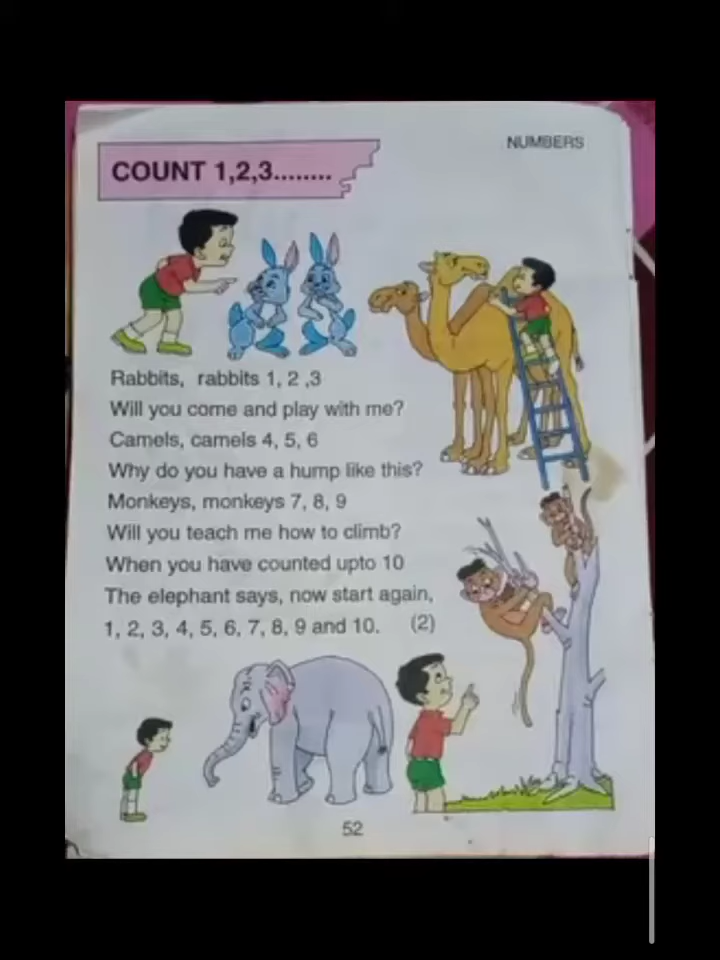 NUMBERS
COUNT 1,2,3........
Rabbits, rabbits 1, 2 ,3
Will you come and play with me?
Camels, camels 4, 5, 6
Why do you have a hump like this?
Monkeys, monkeys 7, 8, 9
Will you teach me how to climb?
When you have counted upto 10
The elephant says, now start again,
1, 2, 3, 4, 5, 6, 7, 8, 9 and 10. (2)
52